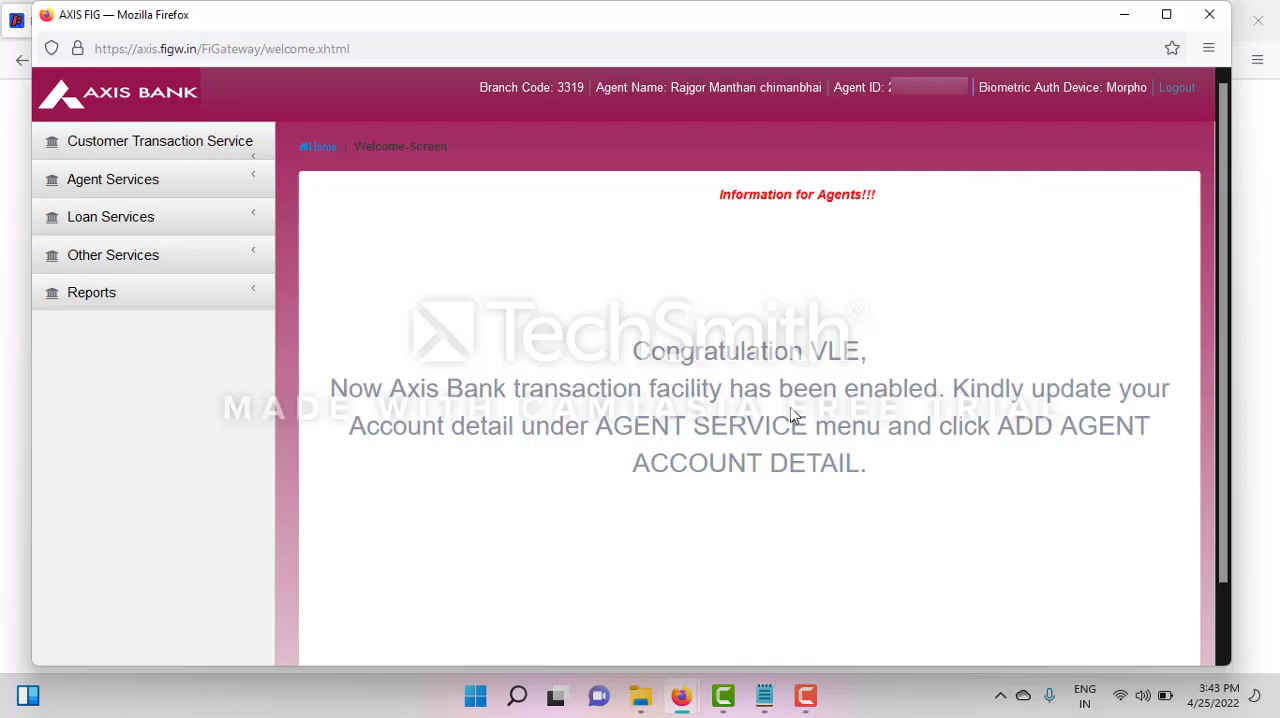 AXIS FIG — Mozilla Firefox
https://axis.figw.in/FiGateway/welcome.xhtml
AXIS BANK
Branch Code: 3319 | Agent Name: Rajgor Manthan chimanbhai | Agent ID: | Biometric Auth Device: Morpho | Logout
Customer Transaction Service
Agent Services
Loan Services
Other Services
Reports
Home / Welcome-Screen
Information for Agents!!!
TechSmith®
Congratulation VLE,
Now Axis Bank transaction facility has been enabled. Kindly update your
MADE WITH CAMTASIA FREE TRIAL
Account detail under AGENT SERVICE menu and click ADD AGENT
ACCOUNT DETAIL.
ENG
IN
3:43 PM
4/25/2022